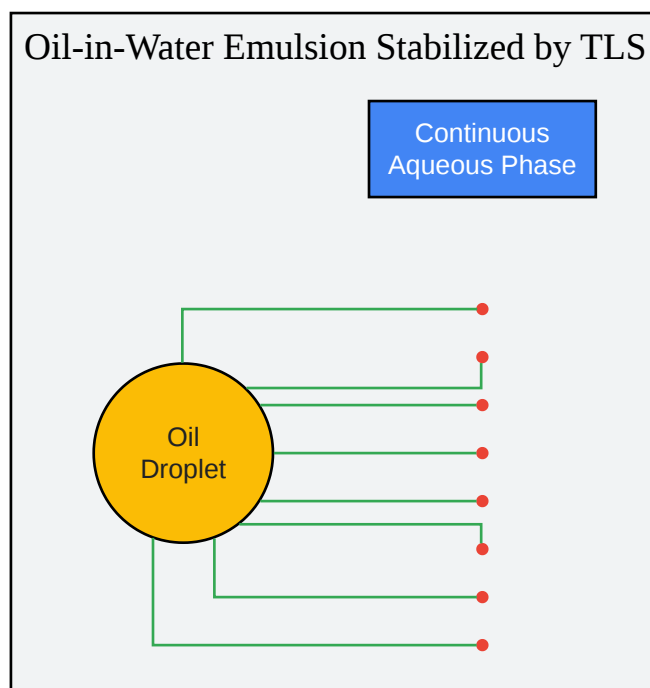 Oil-in-Water Emulsion Stabilized by TLS
Continuous
Aqueous Phase
Oil
Droplet